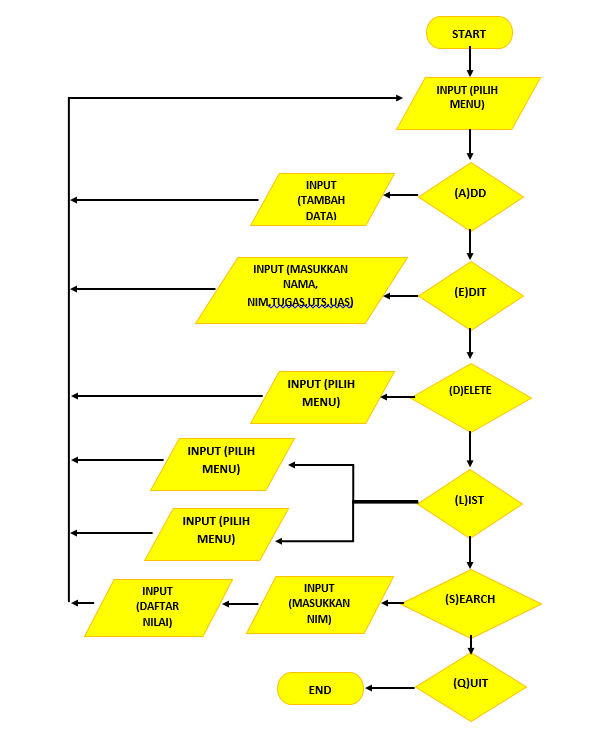 START
INPUT (PILIH
MENU)
(A)DD
INPUT
(TAMBAH
DATA)
(E)DIT
INPUT (MASUKKAN
NAMA,
NIM,TUGAS,UTS,UAS)
(D)ELETE
INPUT (PILIH
MENU)
(L)IST
INPUT (PILIH
MENU)
INPUT (PILIH
MENU)
(S)EARCH
INPUT
(MASUKKAN
NIM)
INPUT
(DAFTAR
NILAI)
(Q)UIT
END